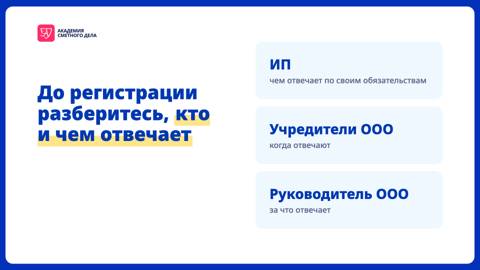 АКАДЕМИЯ
СМЕТНОГО ДЕЛА
До регистрации
разберитесь, кто
и чем отвечает
ИП
чем отвечает по своим обязательствам
Учредители ООО
когда отвечают
Руководитель ООО
за что отвечает